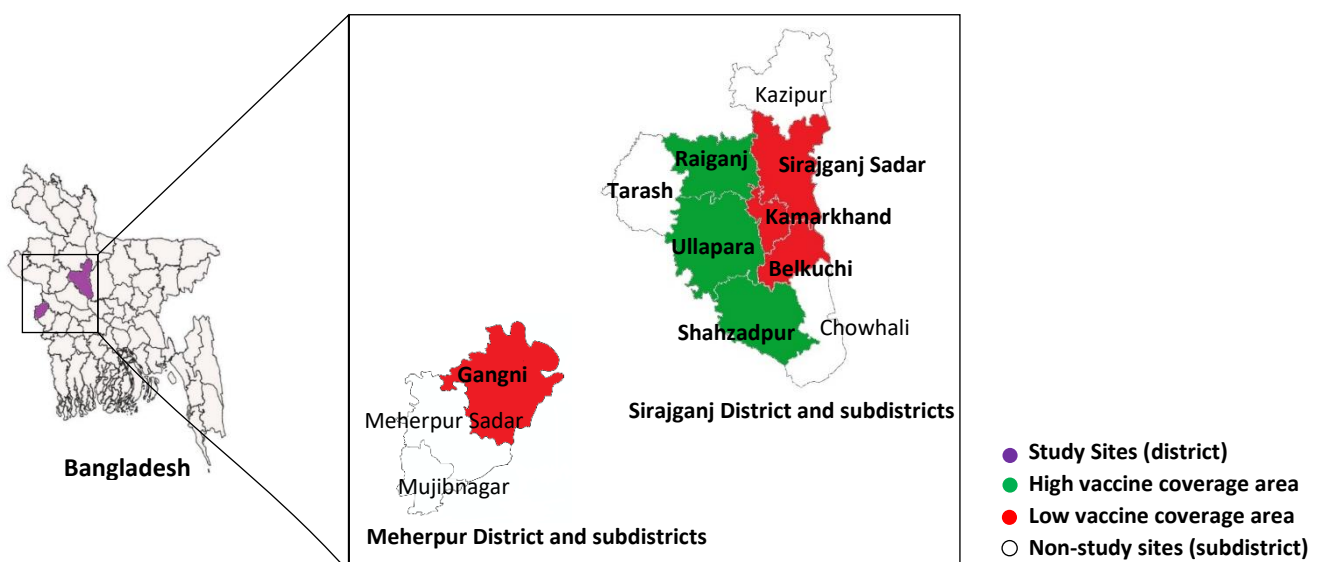 Kazipur
Raiganj
Sirajganj Sadar
Tarash
Kamarkhand
Ullapara
Belkuchi
Shahzadpur
Chowhali
Gangni
Sirajganj District and subdistricts
Meherpur Sadar
Bangladesh
Mujibnagar
Meherpur District and subdistricts
Study Sites (district)
High vaccine coverage area
Low vaccine coverage area
Non-study sites (subdistrict)